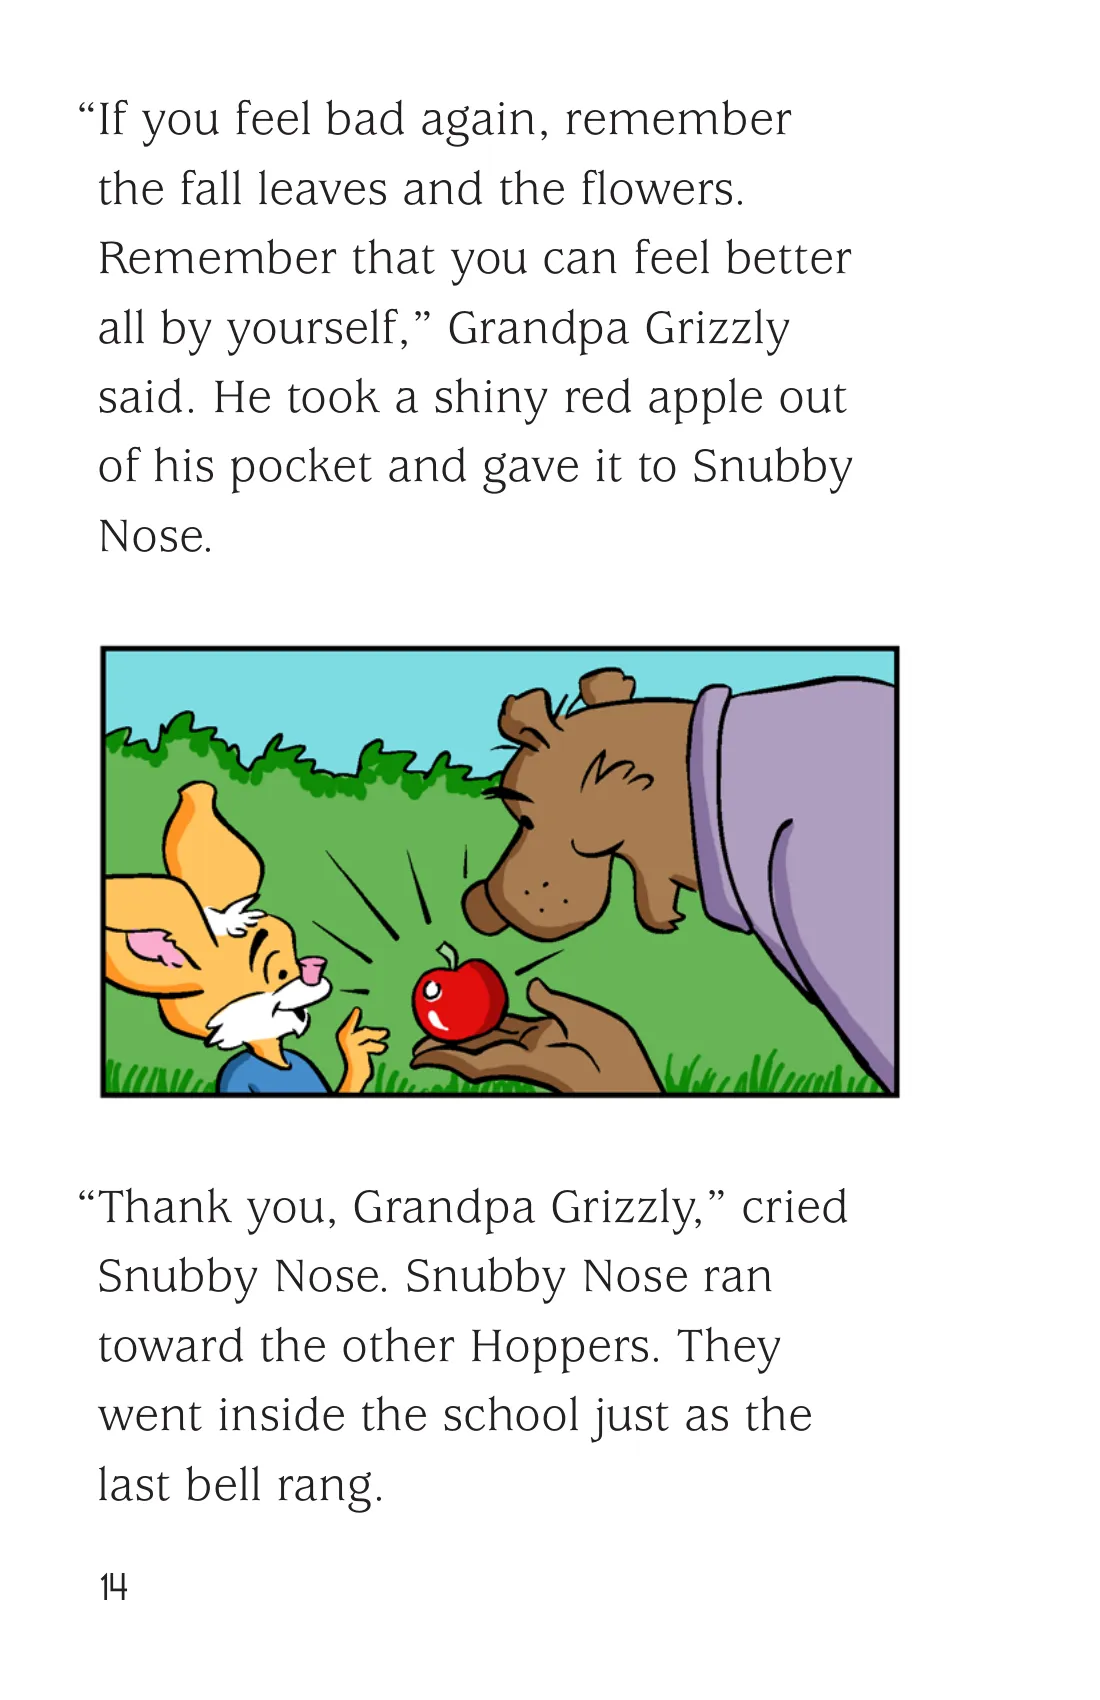 “If you feel bad again, remember
the fall leaves and the flowers.
Remember that you can feel better
all by yourself,” Grandpa Grizzly
said. He took a shiny red apple out
of his pocket and gave it to Snubby
Nose.
“Thank you, Grandpa Grizzly,” cried
Snubby Nose. Snubby Nose ran
toward the other Hoppers. They
went inside the school just as the
last bell rang.
14